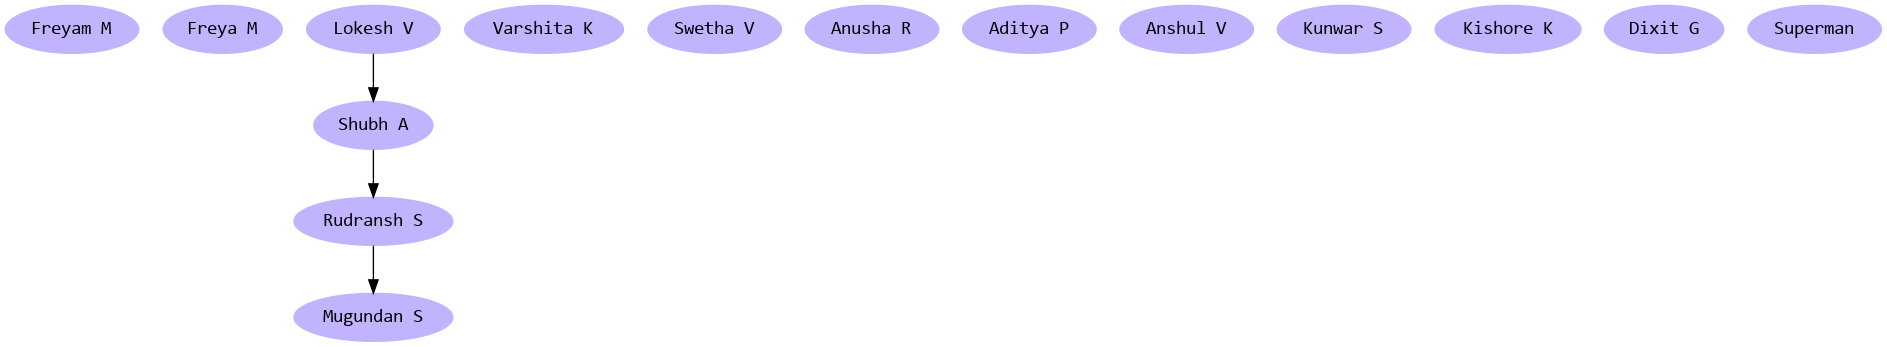 Freyam M
Freya M
Lokesh V
Varshita K
Swetha V
Anusha R
Aditya P
Anshul V
Kunwar S
Kishore K
Dixit G
Superman
Shubh A
Rudransh S
Mugundan S